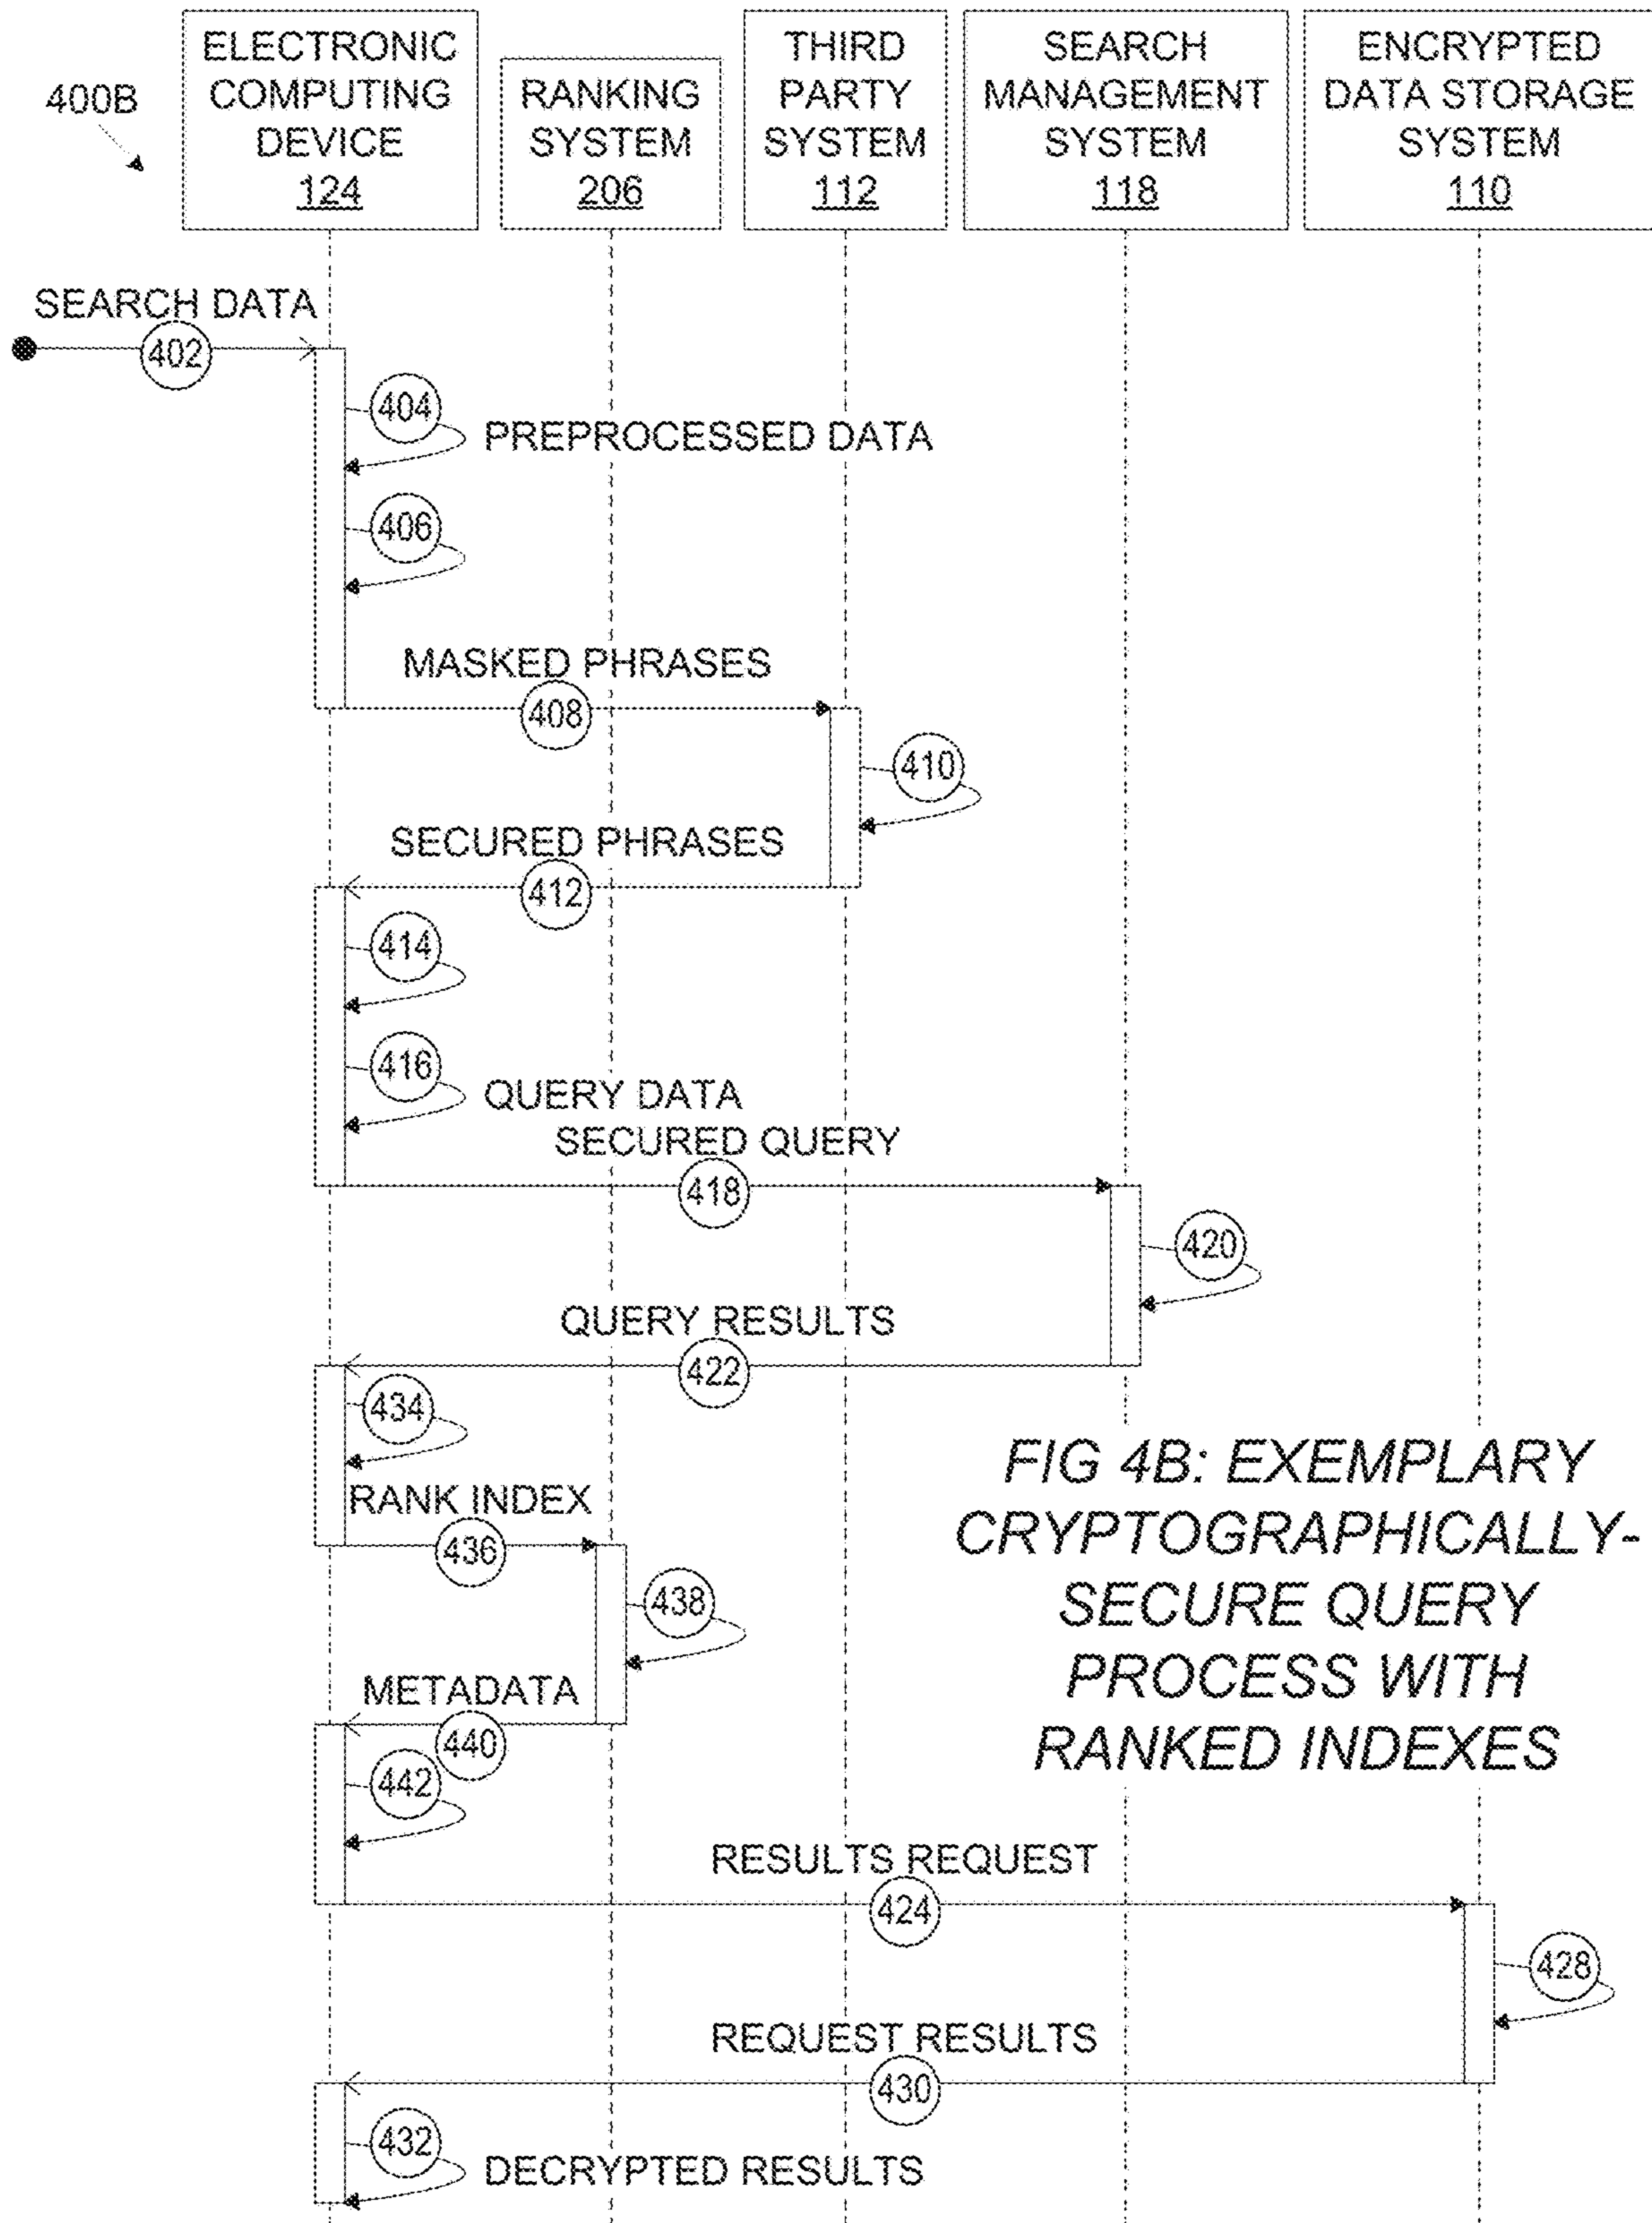 400B
ELECTRONIC
COMPUTING
DEVICE
124
RANKING
SYSTEM
206
THIRD
PARTY
SYSTEM
112
SEARCH
MANAGEMENT
SYSTEM
118
ENCRYPTED
DATA STORAGE
SYSTEM
110
SEARCH DATA
402
404
PREPROCESSED DATA
406
MASKED PHRASES
408
410
SECURED PHRASES
412
414
416
QUERY DATA
SECURED QUERY
418
420
QUERY RESULTS
422
434
RANK INDEX
436
438
METADATA
440
442
FIG 4B: EXEMPLARY
CRYPTOGRAPHICALLY-
SECURE QUERY
PROCESS WITH
RANKED INDEXES
RESULTS REQUEST
424
428
REQUEST RESULTS
430
432
DECRYPTED RESULTS